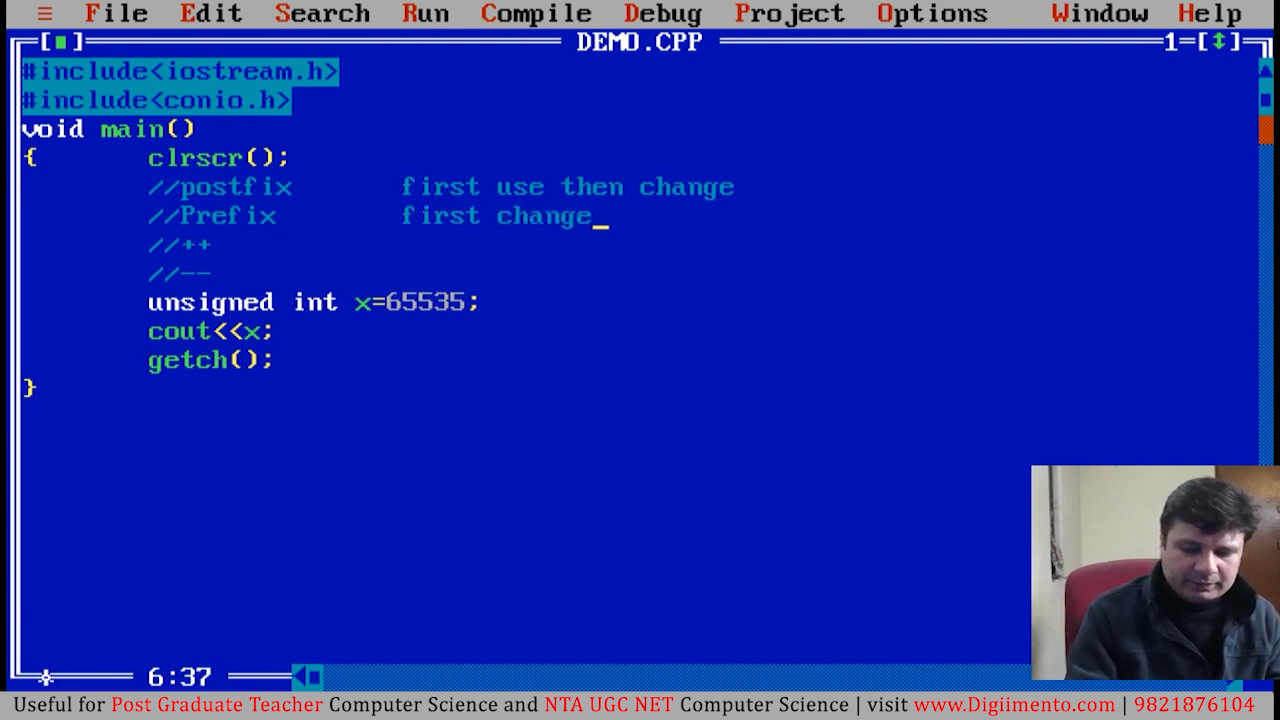 ≡ File Edit Search Run Compile Debug Project Options Window Help
[■] DEMO.CPP 1=[↕]
#include<iostream.h>
#include<conio.h>
void main()
{ clrscr();
//postfix first use then change
//Prefix first change_
//++
//--
unsigned int x=65535;
cout<<x;
getch();
}
6:37
Useful for Post Graduate Teacher Computer Science and NTA UGC NET Computer Science | visit www.Digiimento.com | 9821876104